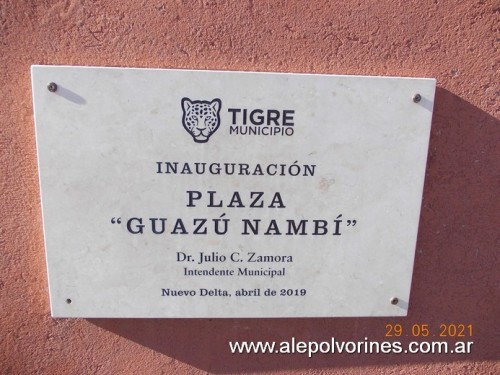 TIGRE
MUNICIPIO
INAUGURACIÓN
PLAZA
“GUAZÚ NAMBÍ”
Dr. Julio C. Zamora
Intendente Municipal
Nuevo Delta, abril de 2019
29.05.2021
www.alepolvorines.com.ar